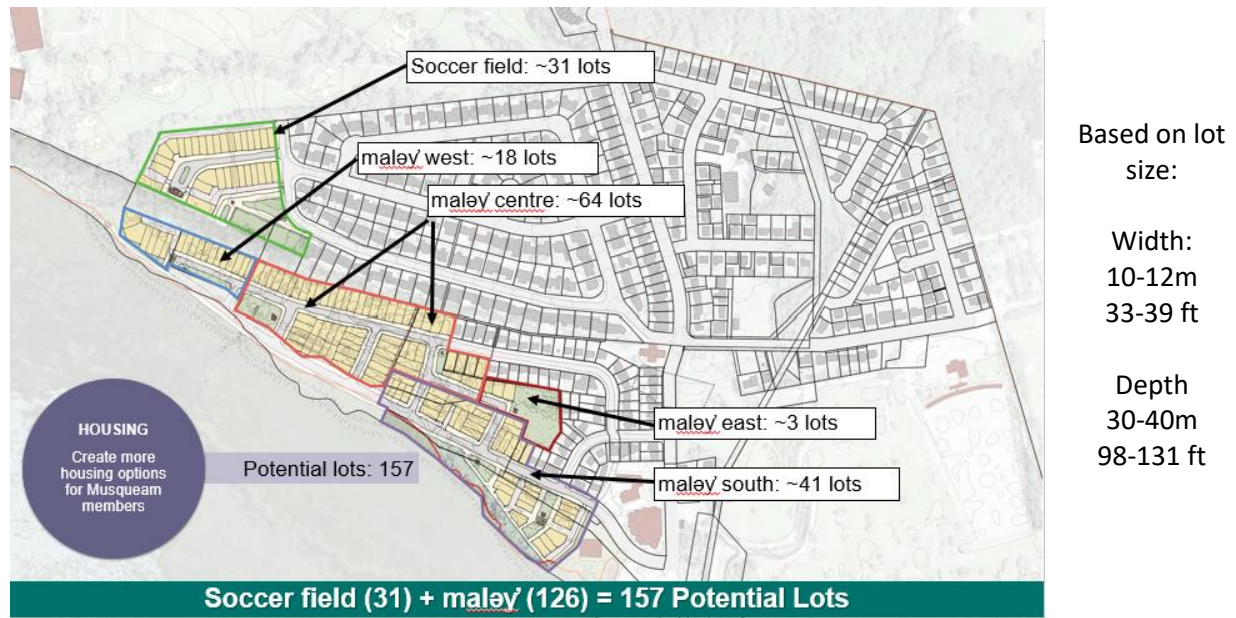 Soccer field: ~31 lots
maləy̓ west: ~18 lots
maləy̓ centre: ~64 lots
maləy̓ east: ~3 lots
maləy̓ south: ~41 lots
HOUSING
Create more
housing options
for Musqueam
members
Potential lots: 157
Soccer field (31) + maləy̓ (126) = 157 Potential Lots
Based on lot
size:
Width:
10-12m
33-39 ft
Depth
30-40m
98-131 ft